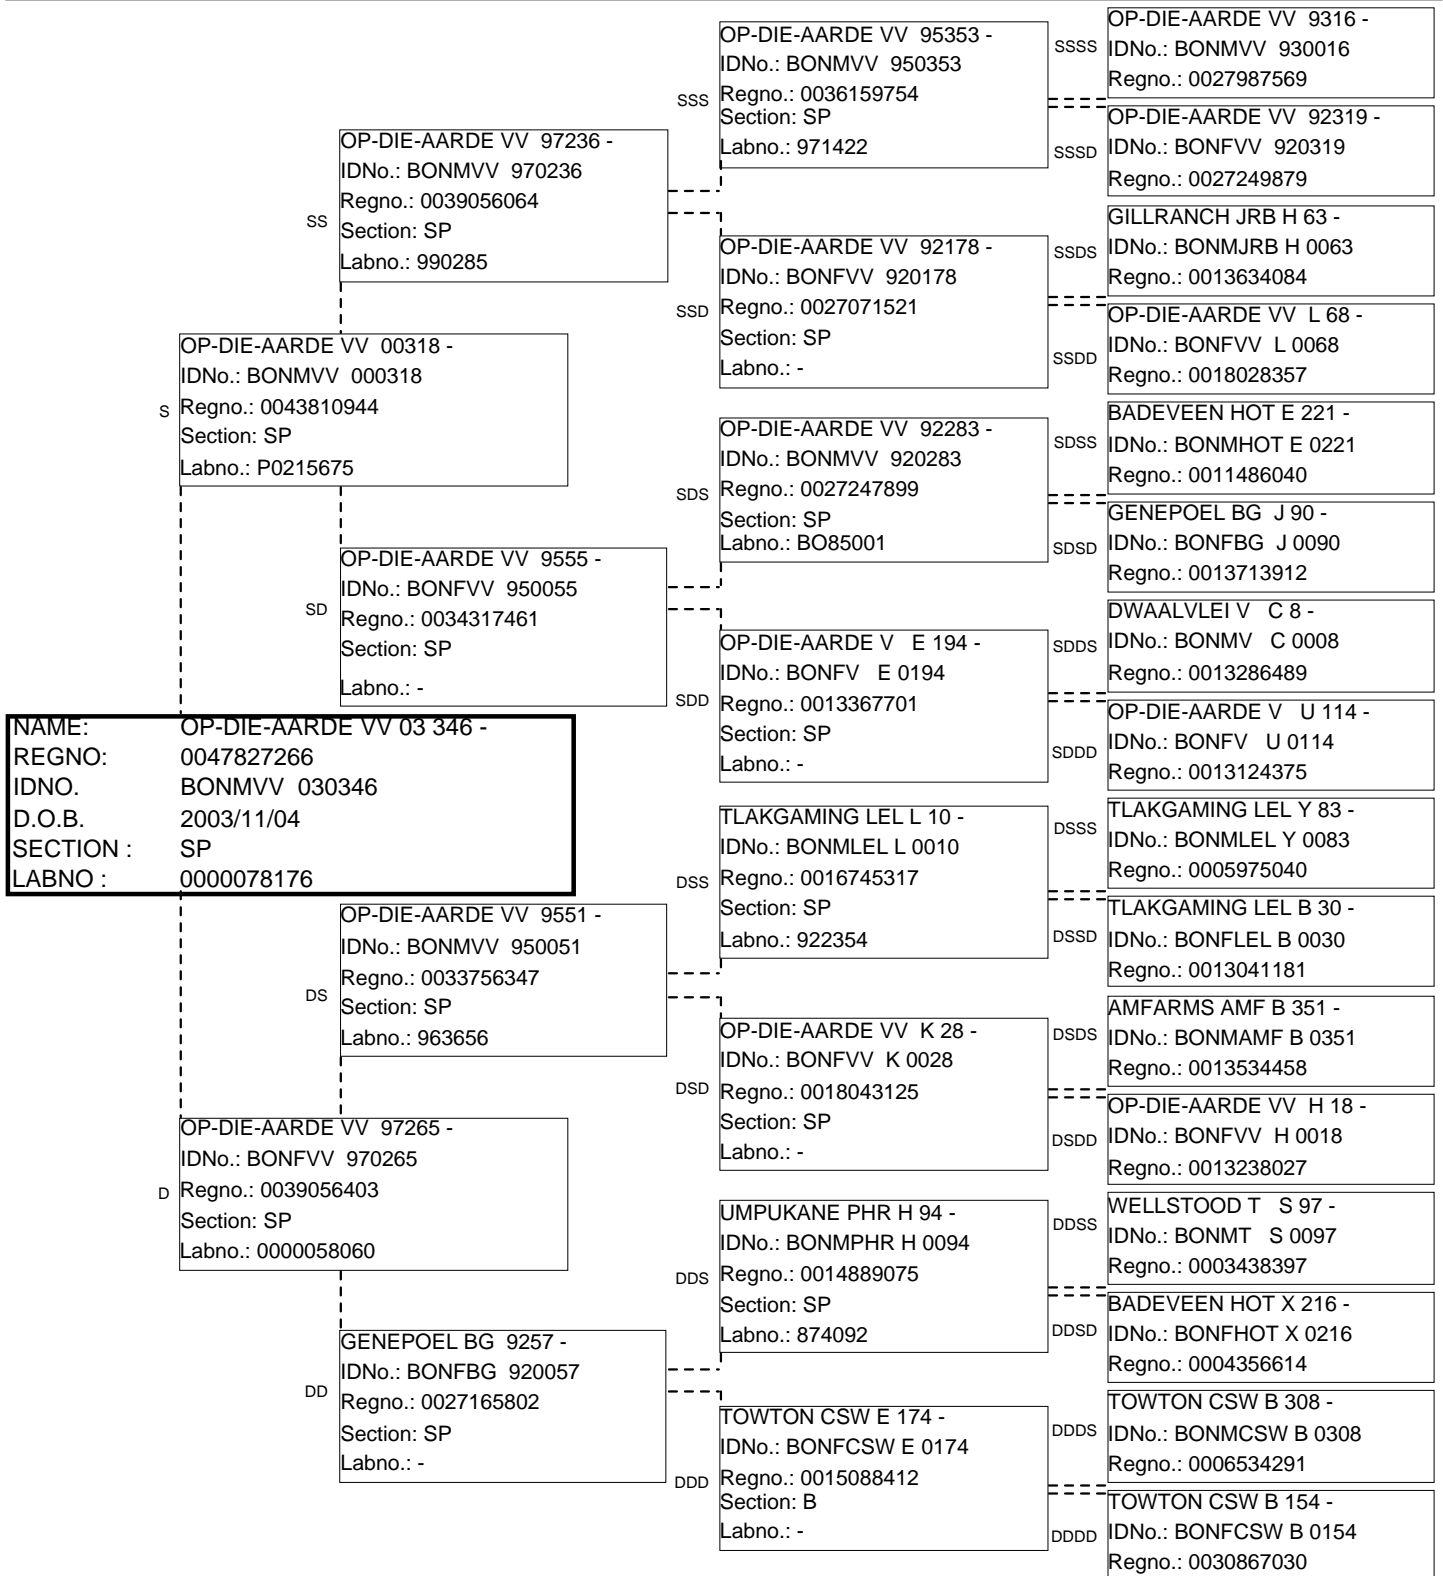 NAME: OP-DIE-AARDE VV 03 346 -
REGNO: 0047827266
IDNO. BONMVV 030346
D.O.B. 2003/11/04
SECTION : SP
LABNO : 0000078176
S
OP-DIE-AARDE VV 00318 -
IDNo.: BONMVV 000318
Regno.: 0043810944
Section: SP
Labno.: P0215675
D
OP-DIE-AARDE VV 97265 -
IDNo.: BONFVV 970265
Regno.: 0039056403
Section: SP
Labno.: 0000058060
SS
OP-DIE-AARDE VV 97236 -
IDNo.: BONMVV 970236
Regno.: 0039056064
Section: SP
Labno.: 990285
SD
OP-DIE-AARDE VV 9555 -
IDNo.: BONFVV 950055
Regno.: 0034317461
Section: SP
Labno.: -
DS
OP-DIE-AARDE VV 9551 -
IDNo.: BONMVV 950051
Regno.: 0033756347
Section: SP
Labno.: 963656
DD
GENEPOEL BG 9257 -
IDNo.: BONFBG 920057
Regno.: 0027165802
Section: SP
Labno.: -
SSS
OP-DIE-AARDE VV 95353 -
IDNo.: BONMVV 950353
Regno.: 0036159754
Section: SP
Labno.: 971422
SSD
OP-DIE-AARDE VV 92178 -
IDNo.: BONFVV 920178
Regno.: 0027071521
Section: SP
Labno.: -
SDS
OP-DIE-AARDE VV 92283 -
IDNo.: BONMVV 920283
Regno.: 0027247899
Section: SP
Labno.: BO85001
SDD
OP-DIE-AARDE V E 194 -
IDNo.: BONFV E 0194
Regno.: 0013367701
Section: SP
Labno.: -
DSS
TLAKGAMING LEL L 10 -
IDNo.: BONMLEL L 0010
Regno.: 0016745317
Section: SP
Labno.: 922354
DSD
OP-DIE-AARDE VV K 28 -
IDNo.: BONFVV K 0028
Regno.: 0018043125
Section: SP
Labno.: -
DDS
UMPUKANE PHR H 94 -
IDNo.: BONMPHR H 0094
Regno.: 0014889075
Section: SP
Labno.: 874092
DDD
TOWTON CSW E 174 -
IDNo.: BONFCSW E 0174
Regno.: 0015088412
Section: B
Labno.: -
SSSS
OP-DIE-AARDE VV 9316 -
IDNo.: BONMVV 930016
Regno.: 0027987569
SSSD
OP-DIE-AARDE VV 92319 -
IDNo.: BONFVV 920319
Regno.: 0027249879
SSDS
GILLRANCH JRB H 63 -
IDNo.: BONMJRB H 0063
Regno.: 0013634084
SSDD
OP-DIE-AARDE VV L 68 -
IDNo.: BONFVV L 0068
Regno.: 0018028357
SDSS
BADEVEEN HOT E 221 -
IDNo.: BONMHOT E 0221
Regno.: 0011486040
SDSD
GENEPOEL BG J 90 -
IDNo.: BONFBG J 0090
Regno.: 0013713912
SDDS
DWAALVLEI V C 8 -
IDNo.: BONMV C 0008
Regno.: 0013286489
SDDD
OP-DIE-AARDE V U 114 -
IDNo.: BONFV U 0114
Regno.: 0013124375
DSSS
TLAKGAMING LEL Y 83 -
IDNo.: BONMLEL Y 0083
Regno.: 0005975040
DSSD
TLAKGAMING LEL B 30 -
IDNo.: BONFLEL B 0030
Regno.: 0013041181
DSDS
AMFARMS AMF B 351 -
IDNo.: BONMAMF B 0351
Regno.: 0013534458
DSDD
OP-DIE-AARDE VV H 18 -
IDNo.: BONFVV H 0018
Regno.: 0013238027
DDSS
WELLSTOOD T S 97 -
IDNo.: BONMT S 0097
Regno.: 0003438397
DDSD
BADEVEEN HOT X 216 -
IDNo.: BONFHOT X 0216
Regno.: 0004356614
DDDS
TOWTON CSW B 308 -
IDNo.: BONMCSW B 0308
Regno.: 0006534291
DDDD
TOWTON CSW B 154 -
IDNo.: BONFCSW B 0154
Regno.: 0030867030